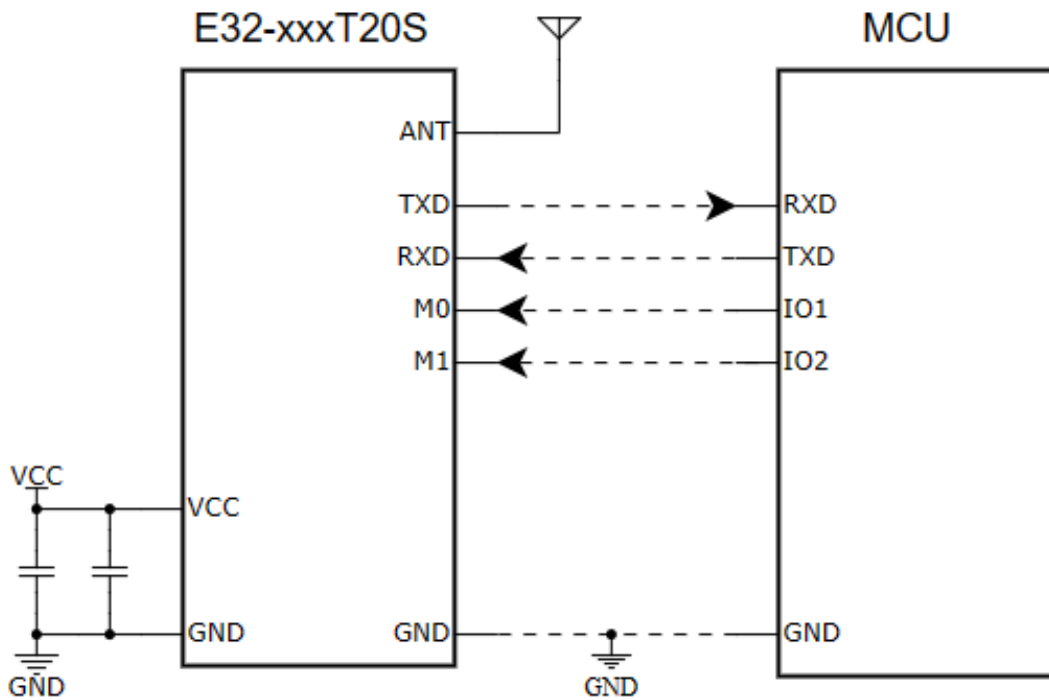 E32-xxxT20S
MCU
ANT
TXD
RXD
RXD
TXD
M0
IO1
M1
IO2
VCC
VCC
GND
GND
GND
GND
GND